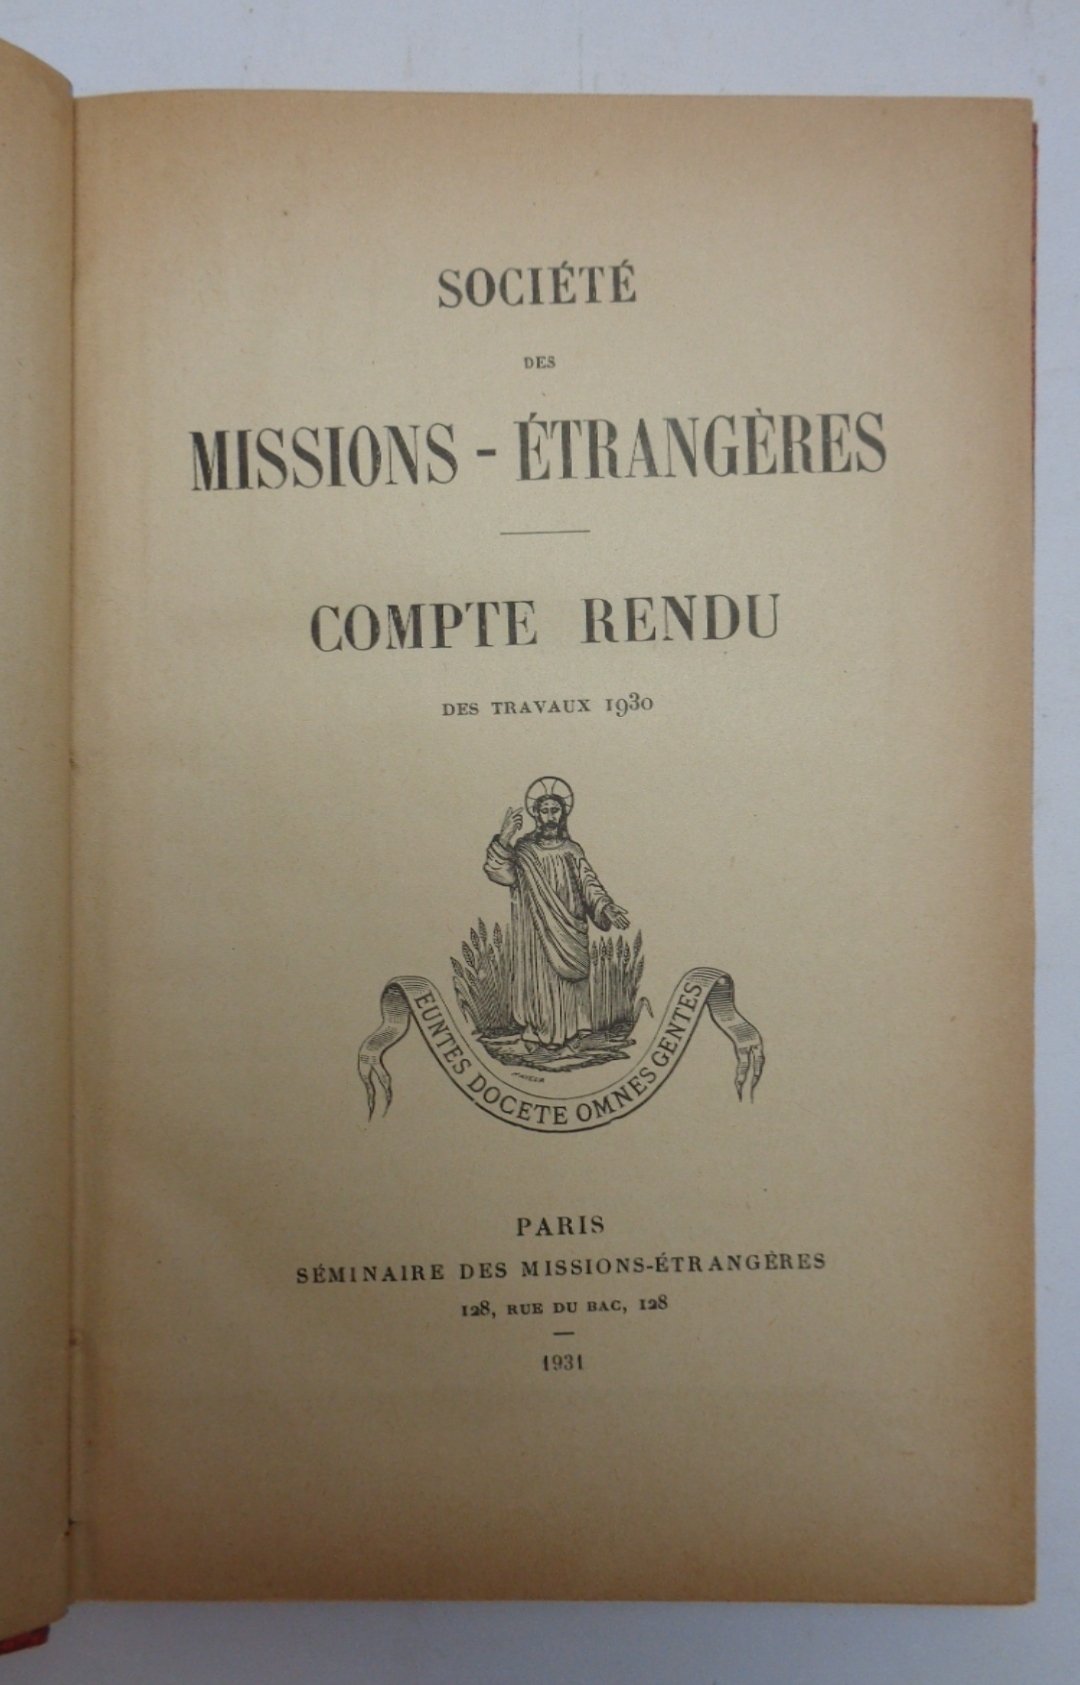 SOCIÉTÉ
DES
MISSIONS - ÉTRANGÈRES
COMPTE RENDU
DES TRAVAUX 1930
EUNTES DOCETE OMNES GENTES
PARIS
SÉMINAIRE DES MISSIONS-ÉTRANGÈRES
128, RUE DU BAC, 128
1931